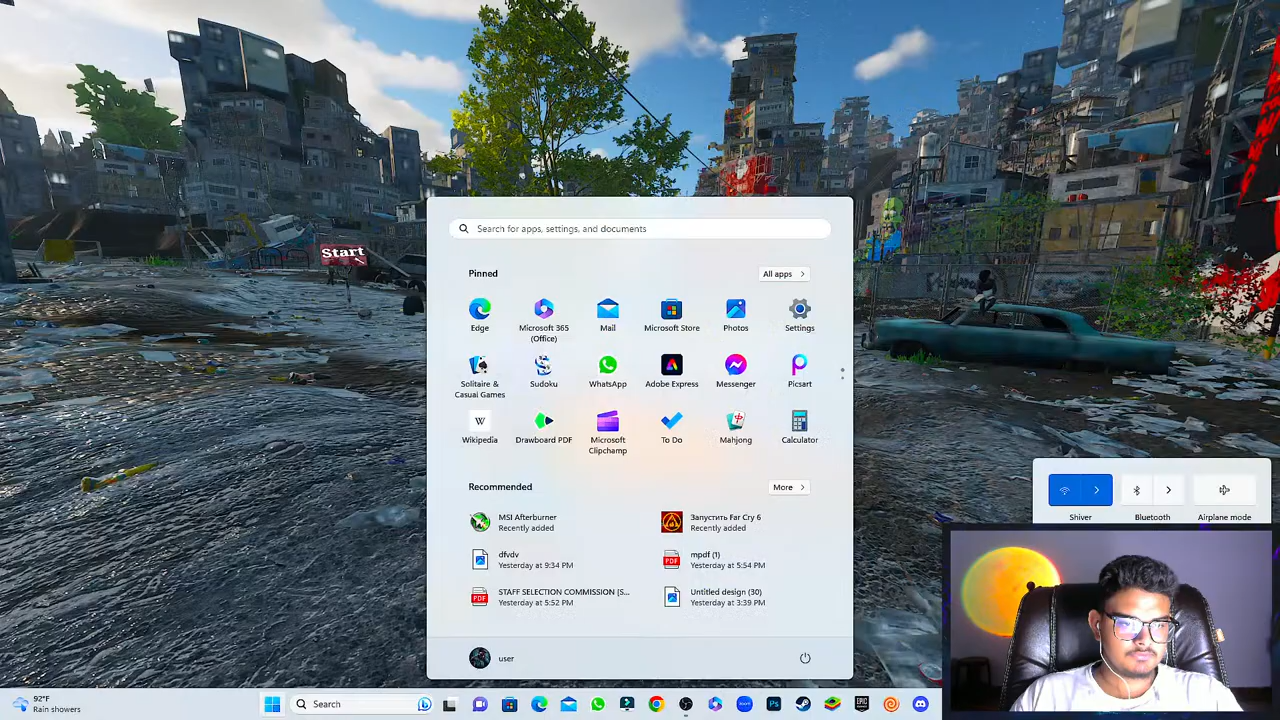 Start
Search for apps, settings, and documents
Pinned
All apps
Edge
Microsoft 365
(Office)
Mail
Microsoft Store
Photos
Settings
Solitaire &
Casual Games
Sudoku
WhatsApp
Adobe Express
Messenger
Picsart
W
Wikipedia
Drawboard PDF
Microsoft
Clipchamp
To Do
Mahjong
Calculator
Recommended
More
MSI Afterburner
Recently added
Запустить Far Cry 6
Recently added
dfvdv
Yesterday at 9:34 PM
PDF
mpdf (1)
Yesterday at 5:54 PM
PDF
STAFF SELECTION COMMISSION (S...
Yesterday at 5:52 PM
Untitled design (30)
Yesterday at 3:39 PM
user
Shiver
Bluetooth
Airplane mode
92°F
Rain showers
Search
Ps
EPIC